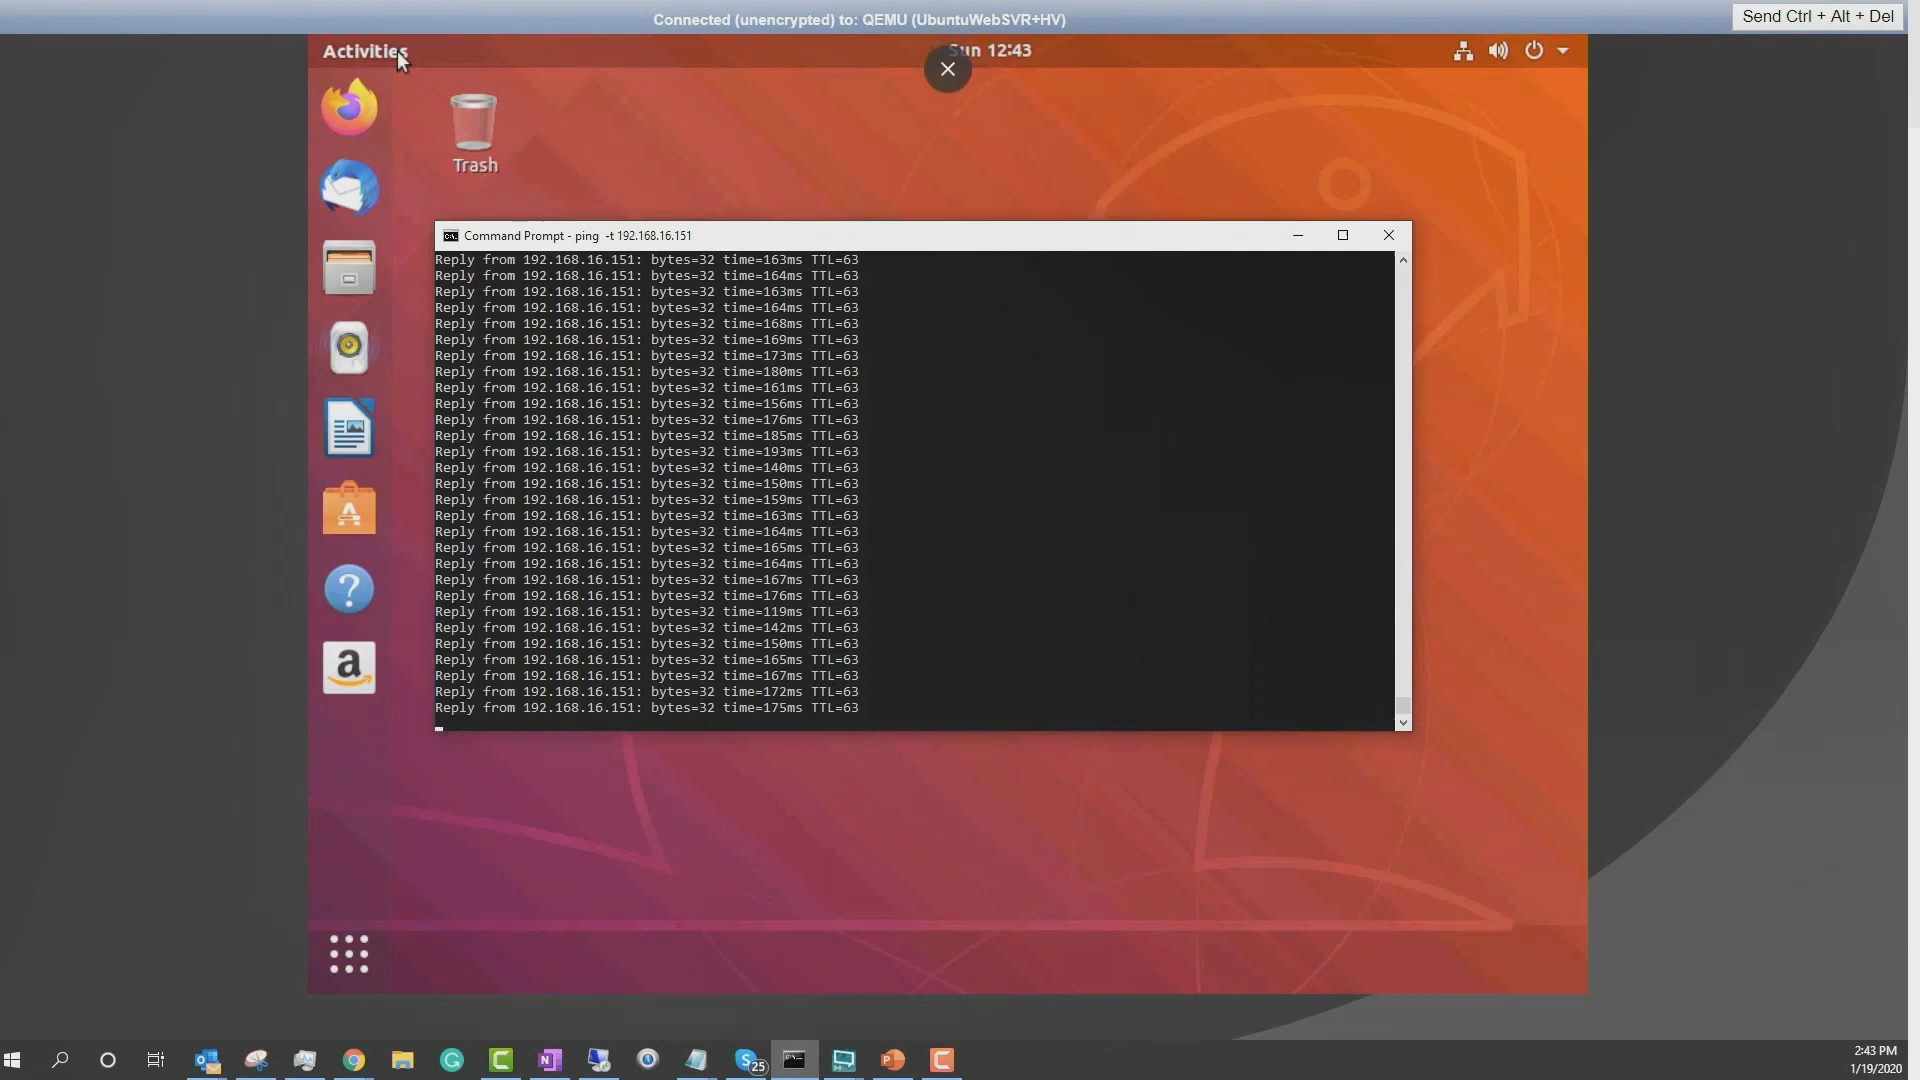 Connected (unencrypted) to: QEMU (UbuntuWebSVR+HV)
Send Ctrl + Alt + Del
Activities
Sun 12:43
Trash
Command Prompt - ping -t 192.168.16.151
Reply from 192.168.16.151: bytes=32 time=163ms TTL=63
Reply from 192.168.16.151: bytes=32 time=164ms TTL=63
Reply from 192.168.16.151: bytes=32 time=163ms TTL=63
Reply from 192.168.16.151: bytes=32 time=164ms TTL=63
Reply from 192.168.16.151: bytes=32 time=168ms TTL=63
Reply from 192.168.16.151: bytes=32 time=169ms TTL=63
Reply from 192.168.16.151: bytes=32 time=173ms TTL=63
Reply from 192.168.16.151: bytes=32 time=180ms TTL=63
Reply from 192.168.16.151: bytes=32 time=161ms TTL=63
Reply from 192.168.16.151: bytes=32 time=156ms TTL=63
Reply from 192.168.16.151: bytes=32 time=176ms TTL=63
Reply from 192.168.16.151: bytes=32 time=185ms TTL=63
Reply from 192.168.16.151: bytes=32 time=193ms TTL=63
Reply from 192.168.16.151: bytes=32 time=140ms TTL=63
Reply from 192.168.16.151: bytes=32 time=150ms TTL=63
Reply from 192.168.16.151: bytes=32 time=159ms TTL=63
Reply from 192.168.16.151: bytes=32 time=163ms TTL=63
Reply from 192.168.16.151: bytes=32 time=164ms TTL=63
Reply from 192.168.16.151: bytes=32 time=165ms TTL=63
Reply from 192.168.16.151: bytes=32 time=164ms TTL=63
Reply from 192.168.16.151: bytes=32 time=167ms TTL=63
Reply from 192.168.16.151: bytes=32 time=176ms TTL=63
Reply from 192.168.16.151: bytes=32 time=119ms TTL=63
Reply from 192.168.16.151: bytes=32 time=142ms TTL=63
Reply from 192.168.16.151: bytes=32 time=150ms TTL=63
Reply from 192.168.16.151: bytes=32 time=165ms TTL=63
Reply from 192.168.16.151: bytes=32 time=167ms TTL=63
Reply from 192.168.16.151: bytes=32 time=172ms TTL=63
Reply from 192.168.16.151: bytes=32 time=175ms TTL=63
25
2:43 PM
1/19/2020